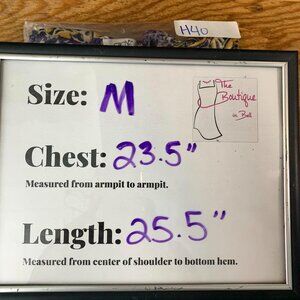 H40
Size: M
The
Boutique
in Ball
Chest: 23.5"
Measured from armpit to armpit.
Length: 25.5"
Measured from center of shoulder to bottom hem.